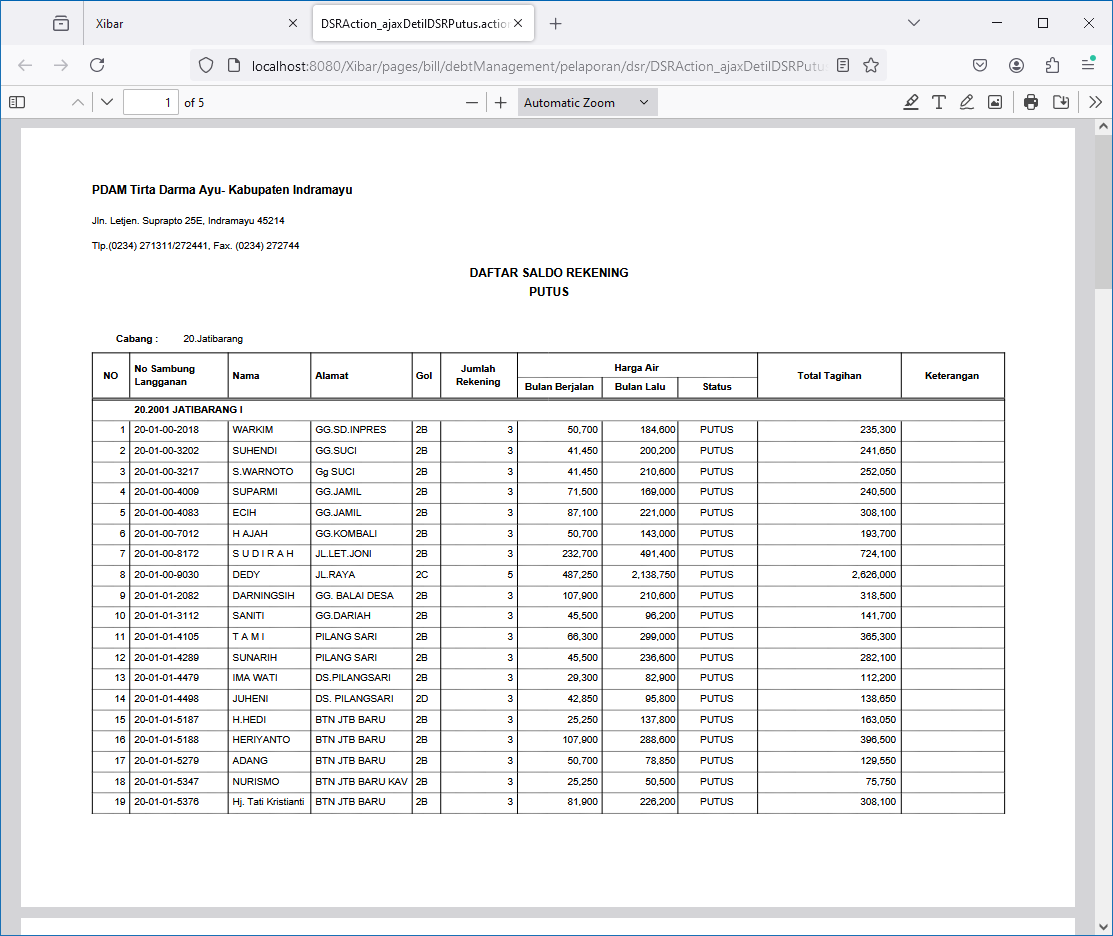 Xibar
DSRAction_ajaxDetilDSRPutus.action
localhost:8080/Xibar/pages/bill/debtManagement/pelaporan/dsr/DSRAction_ajaxDetilDSRPutu
1 of 5 Automatic Zoom
PDAM Tirta Darma Ayu- Kabupaten Indramayu
Jln. Letjen. Suprapto 25E, Indramayu 45214
Tlp.(0234) 271311/272441, Fax. (0234) 272744
DAFTAR SALDO REKENING
PUTUS
Cabang : 20.Jatibarang
NO No Sambung Langganan Nama Alamat Gol Jumlah Rekening Harga Air Total Tagihan Keterangan
Bulan Berjalan Bulan Lalu Status
20.2001 JATIBARANG I
1 20-01-00-2018 WARKIM GG.SD.INPRES 2B 3 50,700 184,600 PUTUS 235,300
2 20-01-00-3202 SUHENDI GG.SUCI 2B 3 41,450 200,200 PUTUS 241,650
3 20-01-00-3217 S.WARNOTO Gg SUCI 2B 3 41,450 210,600 PUTUS 252,050
4 20-01-00-4009 SUPARMI GG.JAMIL 2B 3 71,500 169,000 PUTUS 240,500
5 20-01-00-4083 ECIH GG.JAMIL 2B 3 87,100 221,000 PUTUS 308,100
6 20-01-00-7012 H AJAH GG.KOMBALI 2B 3 50,700 143,000 PUTUS 193,700
7 20-01-00-8172 S U D I R A H JL.LET.JONI 2B 3 232,700 491,400 PUTUS 724,100
8 20-01-00-9030 DEDY JL.RAYA 2C 5 487,250 2,138,750 PUTUS 2,626,000
9 20-01-01-2082 DARNINGSIH GG. BALAI DESA 2B 3 107,900 210,600 PUTUS 318,500
10 20-01-01-3112 SANITI GG.DARIAH 2B 3 45,500 96,200 PUTUS 141,700
11 20-01-01-4105 T A M I PILANG SARI 2B 3 66,300 299,000 PUTUS 365,300
12 20-01-01-4289 SUNARIH PILANG SARI 2B 3 45,500 236,600 PUTUS 282,100
13 20-01-01-4479 IMA WATI DS.PILANGSARI 2B 3 29,300 82,900 PUTUS 112,200
14 20-01-01-4498 JUHENI DS. PILANGSARI 2D 3 42,850 95,800 PUTUS 138,650
15 20-01-01-5187 H.HEDI BTN JTB BARU 2B 3 25,250 137,800 PUTUS 163,050
16 20-01-01-5188 HERIYANTO BTN JTB BARU 2B 3 107,900 288,600 PUTUS 396,500
17 20-01-01-5279 ADANG BTN JTB BARU 2B 3 50,700 78,850 PUTUS 129,550
18 20-01-01-5347 NURISMO BTN JTB BARU KAV 2B 3 25,250 50,500 PUTUS 75,750
19 20-01-01-5376 Hj. Tati Kristianti BTN JTB BARU 2B 3 81,900 226,200 PUTUS 308,100